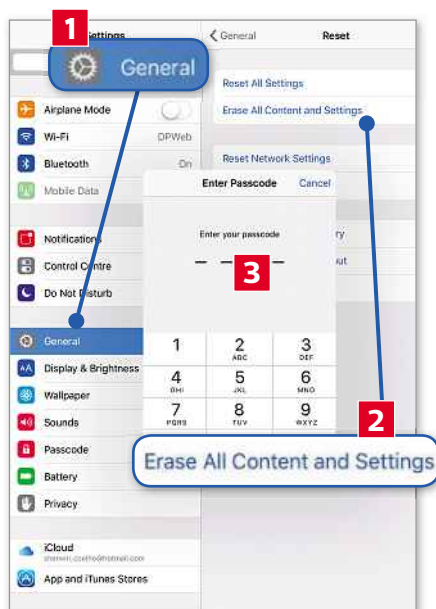 1
Settings
General
Airplane Mode
Wi-Fi DPWeb
Bluetooth On
Mobile Data
Notifications
Control Centre
Do Not Disturb
General
Display & Brightness
Wallpaper
Sounds
Passcode
Battery
Privacy
iCloud
App and iTunes Stores
General Reset
Reset All Settings
Erase All Content and Settings
Reset Network Settings
Enter Passcode Cancel
Enter your passcode
3
1 2 3
ABC DEF
4 5 6
GHI JKL MNO
7 8 9
PQRS TUV WXYZ
2
Erase All Content and Settings